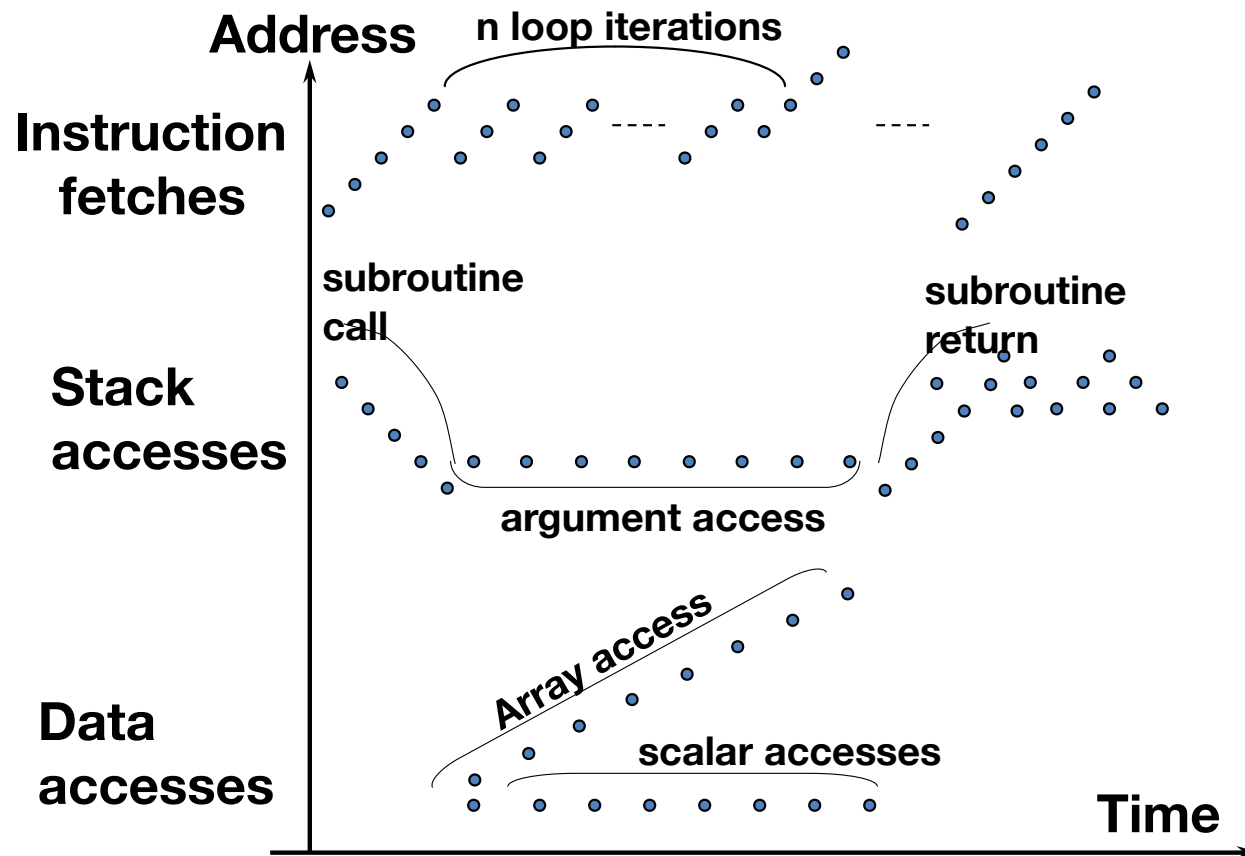 Address
n loop iterations
Instruction
fetches
subroutine
call
subroutine
return
Stack
accesses
argument access
Array access
Data
accesses
scalar accesses
Time